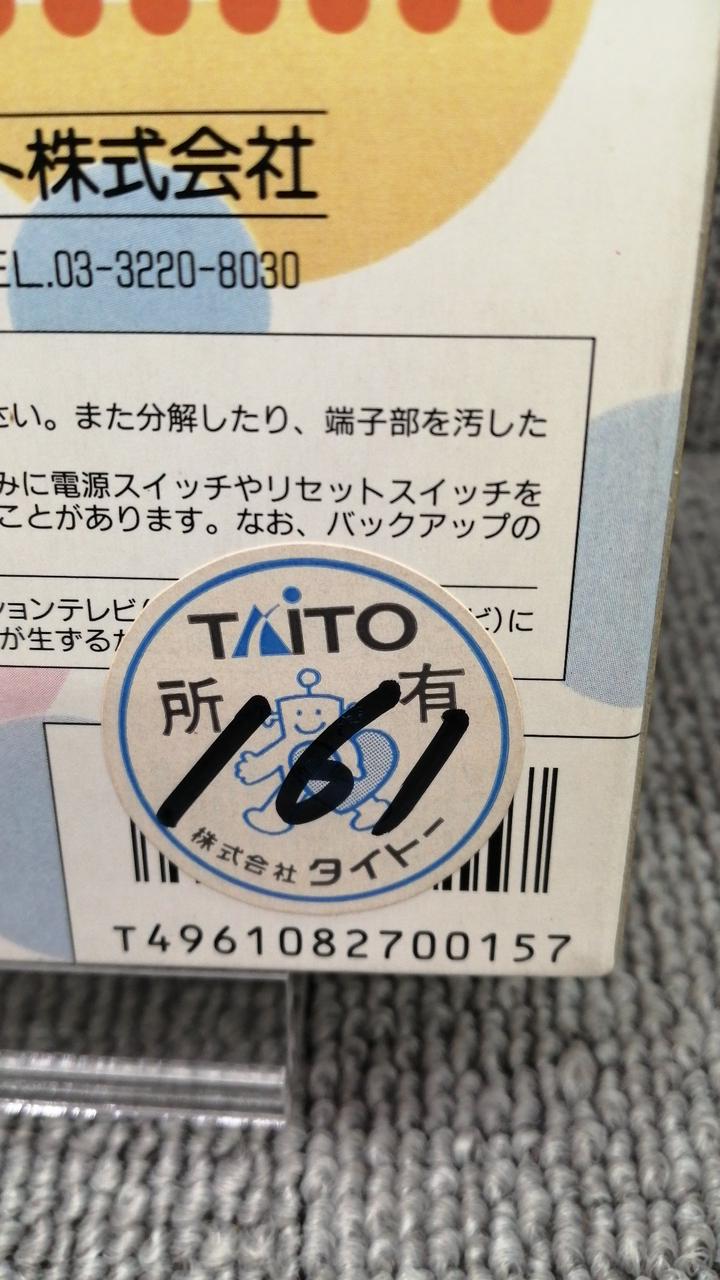 ト株式会社
EL.03-3220-8030
さい。また分解したり、端子部を汚した
みに電源スイッチやリセットスイッチを
ことがあります。なお、バックアップの
ションテレビ
ビ)に
が生ずるた
TAITO
所有
161
株式会社タイトー
T4961082700157